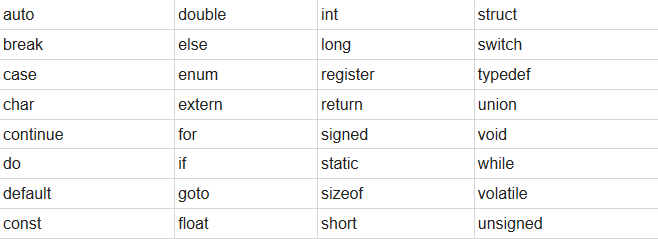 auto double int struct
break else long switch
case enum register typedef
char extern return union
continue for signed void
do if static while
default goto sizeof volatile
const float short unsigned